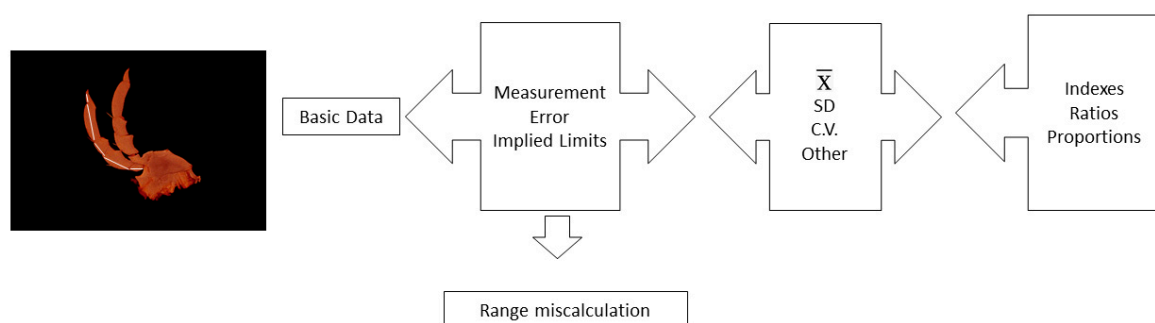 Basic Data
Measurement
Error
Implied Limits
X̅
SD
C.V.
Other
Indexes
Ratios
Proportions
Range miscalculation